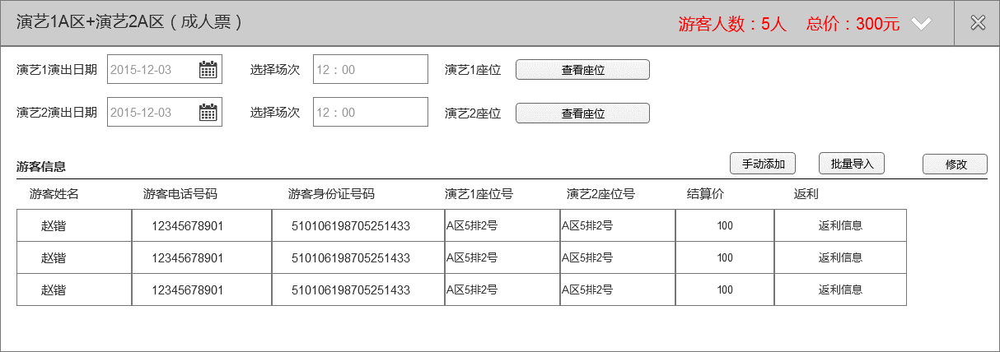 演艺1A区+演艺2A区（成人票） 游客人数：5人 总价：300元
演艺1演出日期 2015-12-03 选择场次 12：00 演艺1座位 查看座位
演艺2演出日期 2015-12-03 选择场次 12：00 演艺2座位 查看座位
游客信息 手动添加 批量导入 修改
游客姓名 游客电话号码 游客身份证号码 演艺1座位号 演艺2座位号 结算价 返利
赵锴 12345678901 510106198705251433 A区5排2号 A区5排2号 100 返利信息
赵锴 12345678901 510106198705251433 A区5排2号 A区5排2号 100 返利信息
赵锴 12345678901 510106198705251433 A区5排2号 A区5排2号 100 返利信息